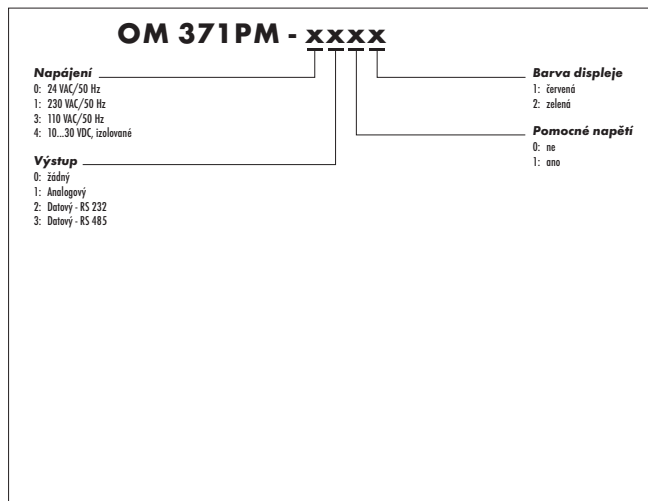 OM 371PM - xxxx
Napájení
0: 24 VAC/50 Hz
1: 230 VAC/50 Hz
3: 110 VAC/50 Hz
4: 10...30 VDC, izolované
Výstup
0: žádný
1: Analogový
2: Datový - RS 232
3: Datový - RS 485
Barva displeje
1: červená
2: zelená
Pomocné napětí
0: ne
1: ano